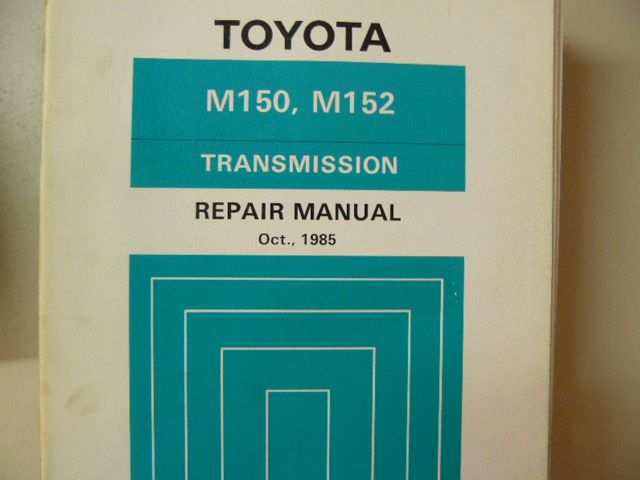 TOYOTA
M150, M152
TRANSMISSION
REPAIR MANUAL
Oct., 1985